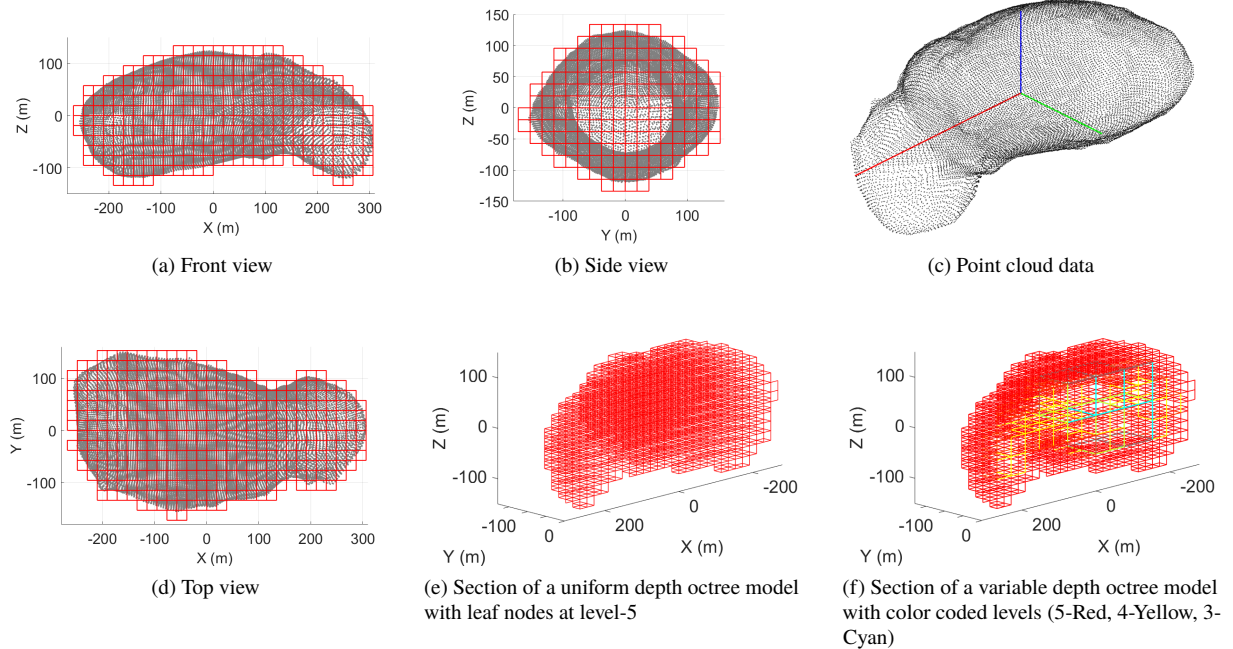 100
0
-100
Z (m)
-200
-100
0
100
200
300
X (m)
(a) Front view
150
100
50
0
-50
-100
-150
Z (m)
-100
0
100
Y (m)
(b) Side view
(c) Point cloud data
100
0
-100
Y (m)
-200
-100
0
100
200
300
X (m)
(d) Top view
100
0
-100
Z (m)
-100
0
Y (m)
200
0
-200
X (m)
(e) Section of a uniform depth octree model
with leaf nodes at level-5
100
0
-100
Z (m)
-100
0
Y (m)
200
0
-200
X (m)
(f) Section of a variable depth octree model
with color coded levels (5-Red, 4-Yellow, 3-
Cyan)